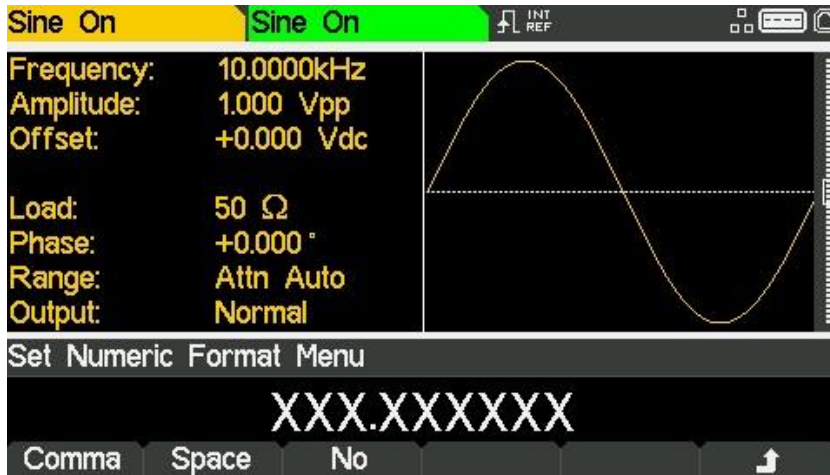 Sine On Sine On INT
REF
Frequency: 10.0000kHz
Amplitude: 1.000 Vpp
Offset: +0.000 Vdc
Load: 50 Ω
Phase: +0.000 °
Range: Attn Auto
Output: Normal
Set Numeric Format Menu
XXX.XXXXXX
Comma Space No